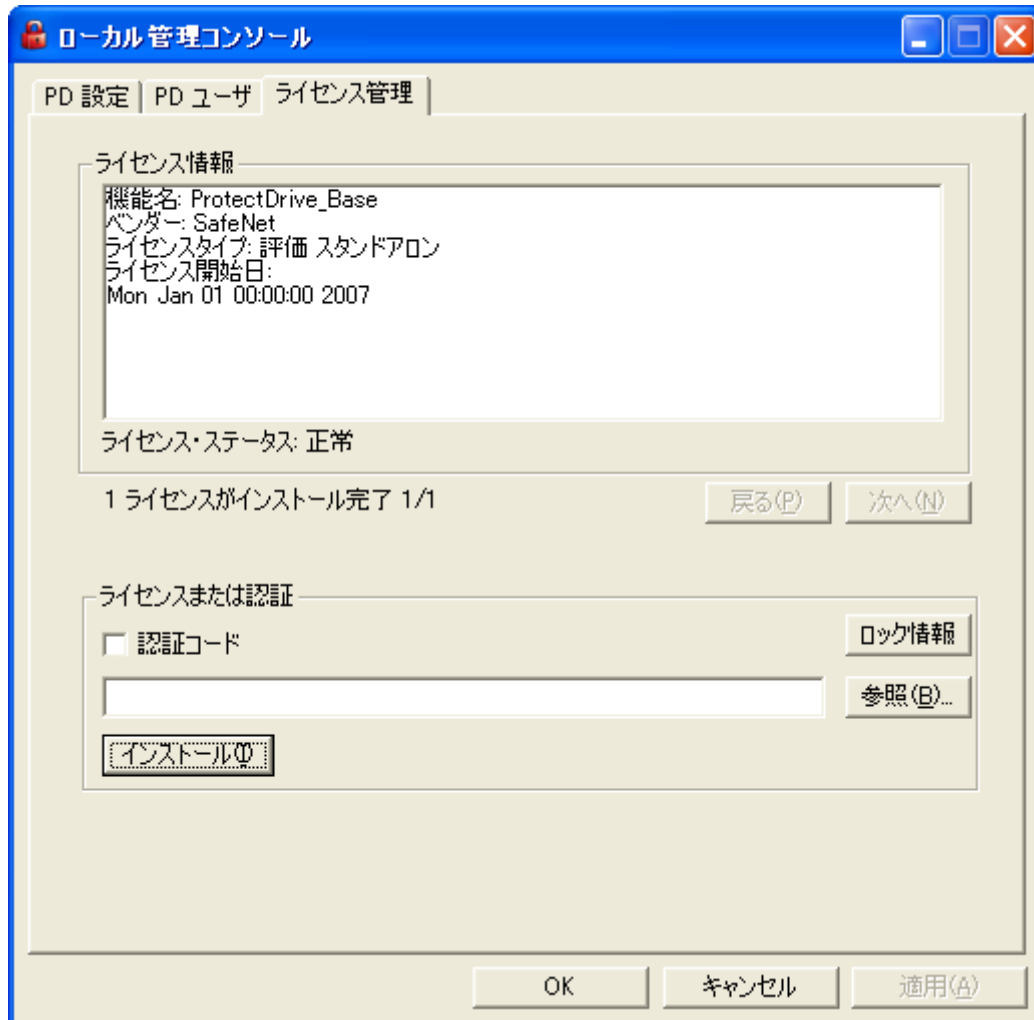 ローカル管理コンソール
PD 設定 PD ユーザ ライセンス管理
ライセンス情報
機能名: ProtectDrive_Base
ベンダー: SafeNet
ライセンスタイプ: 評価 スタンドアロン
ライセンス開始日:
Mon Jan 01 00:00:00 2007
ライセンス・ステータス: 正常
1 ライセンスがインストール完了 1/1 戻る(P) 次へ(N)
ライセンスまたは認証
認証コード ロック情報
参照(B)...
インストール(I)
OK キャンセル 適用(A)